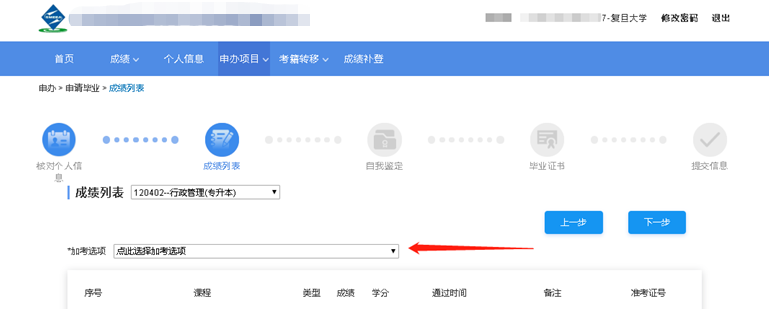 7-复旦大学 修改密码 退出
首页 成绩 个人信息 申办项目 考籍转移 成绩补登
申办 > 申请毕业 > 成绩列表
核对个人信息 成绩列表 自我鉴定 毕业证书 提交信息
成绩列表 120402--行政管理(专升本)
上一步 下一步
*加考选项 点此选择加考选项
序号 课程 类型 成绩 学分 通过时间 备注 准考证号